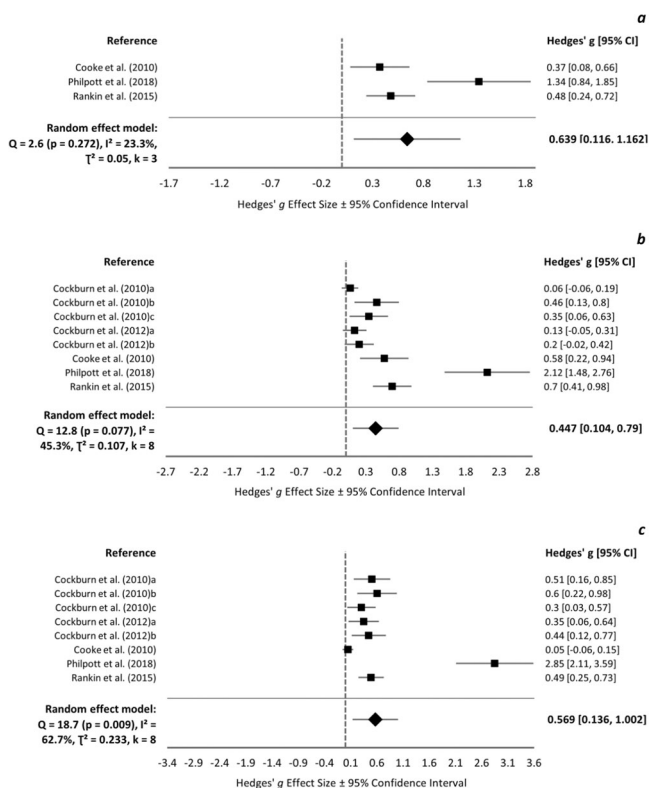 a
Reference Hedges' g [95% CI]
Cooke et al. (2010) 0.37 [0.08, 0.66]
Philpott et al. (2018) 1.34 [0.84, 1.85]
Rankin et al. (2015) 0.48 [0.24, 0.72]
Random effect model:
Q = 2.6 (p = 0.272), I² = 23.3%, 0.639 [0.116. 1.162]
Ʈ² = 0.05, k = 3
-1.7 -1.2 -0.7 -0.2 0.3 0.8 1.3 1.8
Hedges' g Effect Size ± 95% Confidence Interval
b
Reference Hedges' g [95% CI]
Cockburn et al. (2010)a 0.06 [-0.06, 0.19]
Cockburn et al. (2010)b 0.46 [0.13, 0.8]
Cockburn et al. (2010)c 0.35 [0.06, 0.63]
Cockburn et al. (2012)a 0.13 [-0.05, 0.31]
Cockburn et al. (2012)b 0.2 [-0.02, 0.42]
Cooke et al. (2010) 0.58 [0.22, 0.94]
Philpott et al. (2018) 2.12 [1.48, 2.76]
Rankin et al. (2015) 0.7 [0.41, 0.98]
Random effect model:
Q = 12.8 (p = 0.077), I² = 0.447 [0.104, 0.79]
45.3%, Ʈ² = 0.107, k = 8
-2.7 -2.2 -1.7 -1.2 -0.7 -0.2 0.3 0.8 1.3 1.8 2.3 2.8
Hedges' g Effect Size ± 95% Confidence Interval
c
Reference Hedges' g [95% CI]
Cockburn et al. (2010)a 0.51 [0.16, 0.85]
Cockburn et al. (2010)b 0.6 [0.22, 0.98]
Cockburn et al. (2010)c 0.3 [0.03, 0.57]
Cockburn et al. (2012)a 0.35 [0.06, 0.64]
Cockburn et al. (2012)b 0.44 [0.12, 0.77]
Cooke et al. (2010) 0.05 [-0.06, 0.15]
Philpott et al. (2018) 2.85 [2.11, 3.59]
Rankin et al. (2015) 0.49 [0.25, 0.73]
Random effect model:
Q = 18.7 (p = 0.009), I² = 0.569 [0.136, 1.002]
62.7%, Ʈ² = 0.233, k = 8
-3.4 -2.9 -2.4 -1.9 -1.4 -0.9 -0.4 0.1 0.6 1.1 1.6 2.1 2.6 3.1 3.6
Hedges' g Effect Size ± 95% Confidence Interval